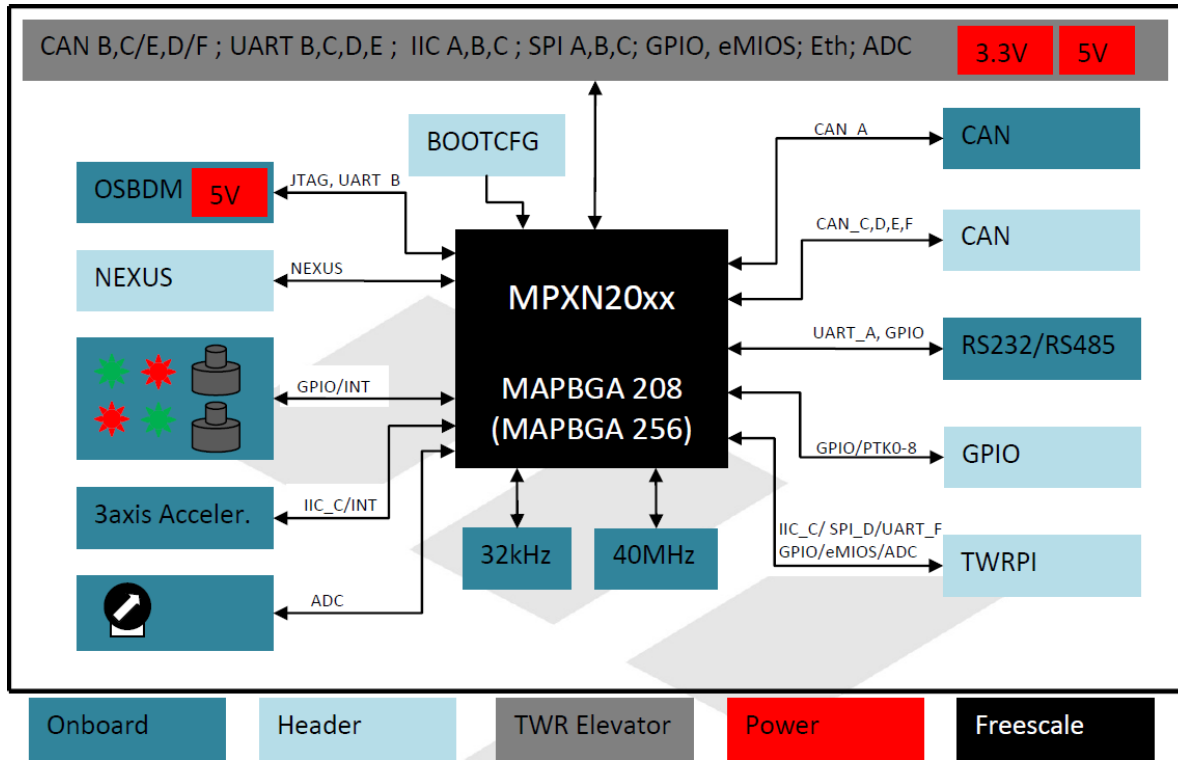 CAN B,C/E,D/F ; UART B,C,D,E ; IIC A,B,C ; SPI A,B,C; GPIO, eMIOS; Eth; ADC
3.3V
5V
BOOTCFG
CAN_A
CAN
OSBDM
5V
JTAG, UART_B
CAN_C,D,E,F
CAN
NEXUS
NEXUS
MPXN20xx
UART_A, GPIO
RS232/RS485
GPIO/INT
MAPBGA 208
(MAPBGA 256)
GPIO/PTK0-8
GPIO
3axis Acceler.
IIC_C/INT
32kHz
40MHz
IIC_C/ SPI_D/UART_F
GPIO/eMIOS/ADC
TWRPI
ADC
Onboard
Header
TWR Elevator
Power
Freescale